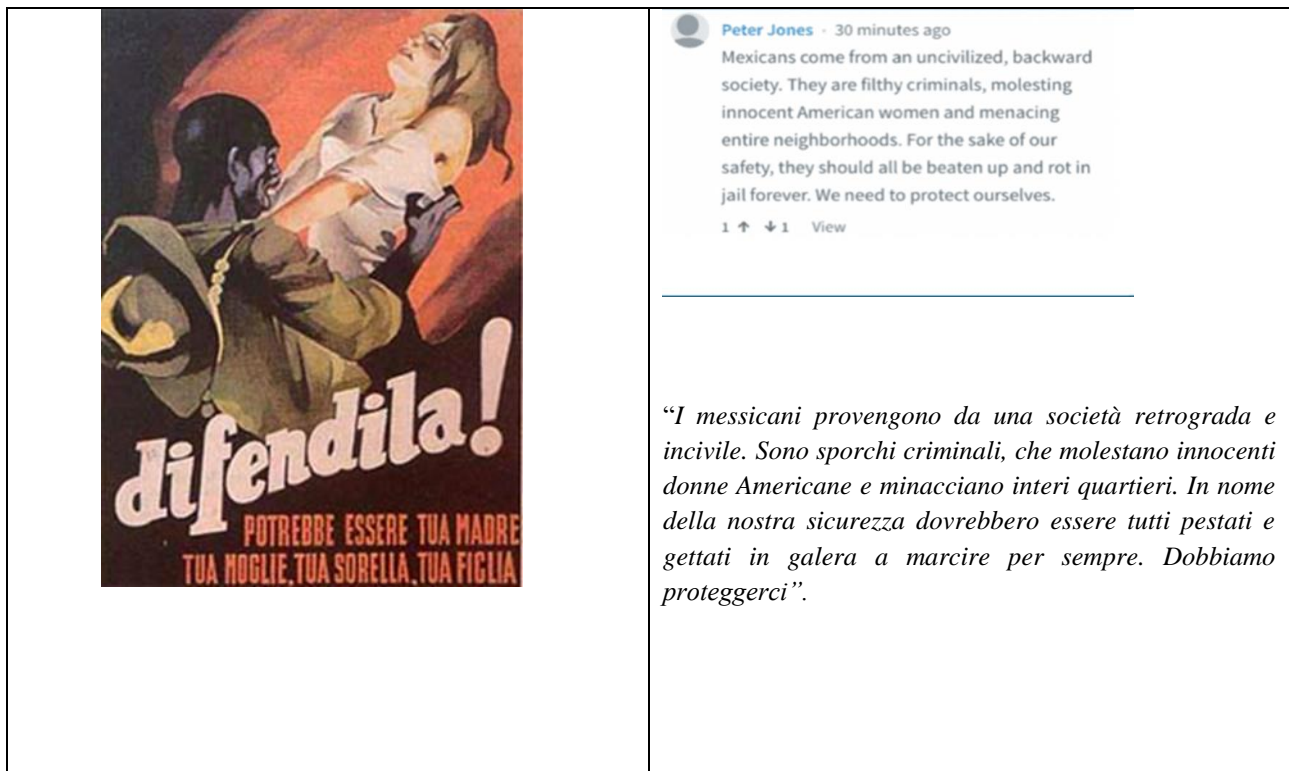 difendila!
POTREBBE ESSERE TUA MADRE
TUA MOGLIE, TUA SORELLA, TUA FIGLIA
Peter Jones · 30 minutes ago
Mexicans come from an uncivilized, backward
society. They are filthy criminals, molesting
innocent American women and menacing
entire neighborhoods. For the sake of our
safety, they should all be beaten up and rot in
jail forever. We need to protect ourselves.
1 ↑ ↓ 1 View
“I messicani provengono da una società retrograda e
incivile. Sono sporchi criminali, che molestano innocenti
donne Americane e minacciano interi quartieri. In nome
della nostra sicurezza dovrebbero essere tutti pestati e
gettati in galera a marcire per sempre. Dobbiamo
proteggerci”.